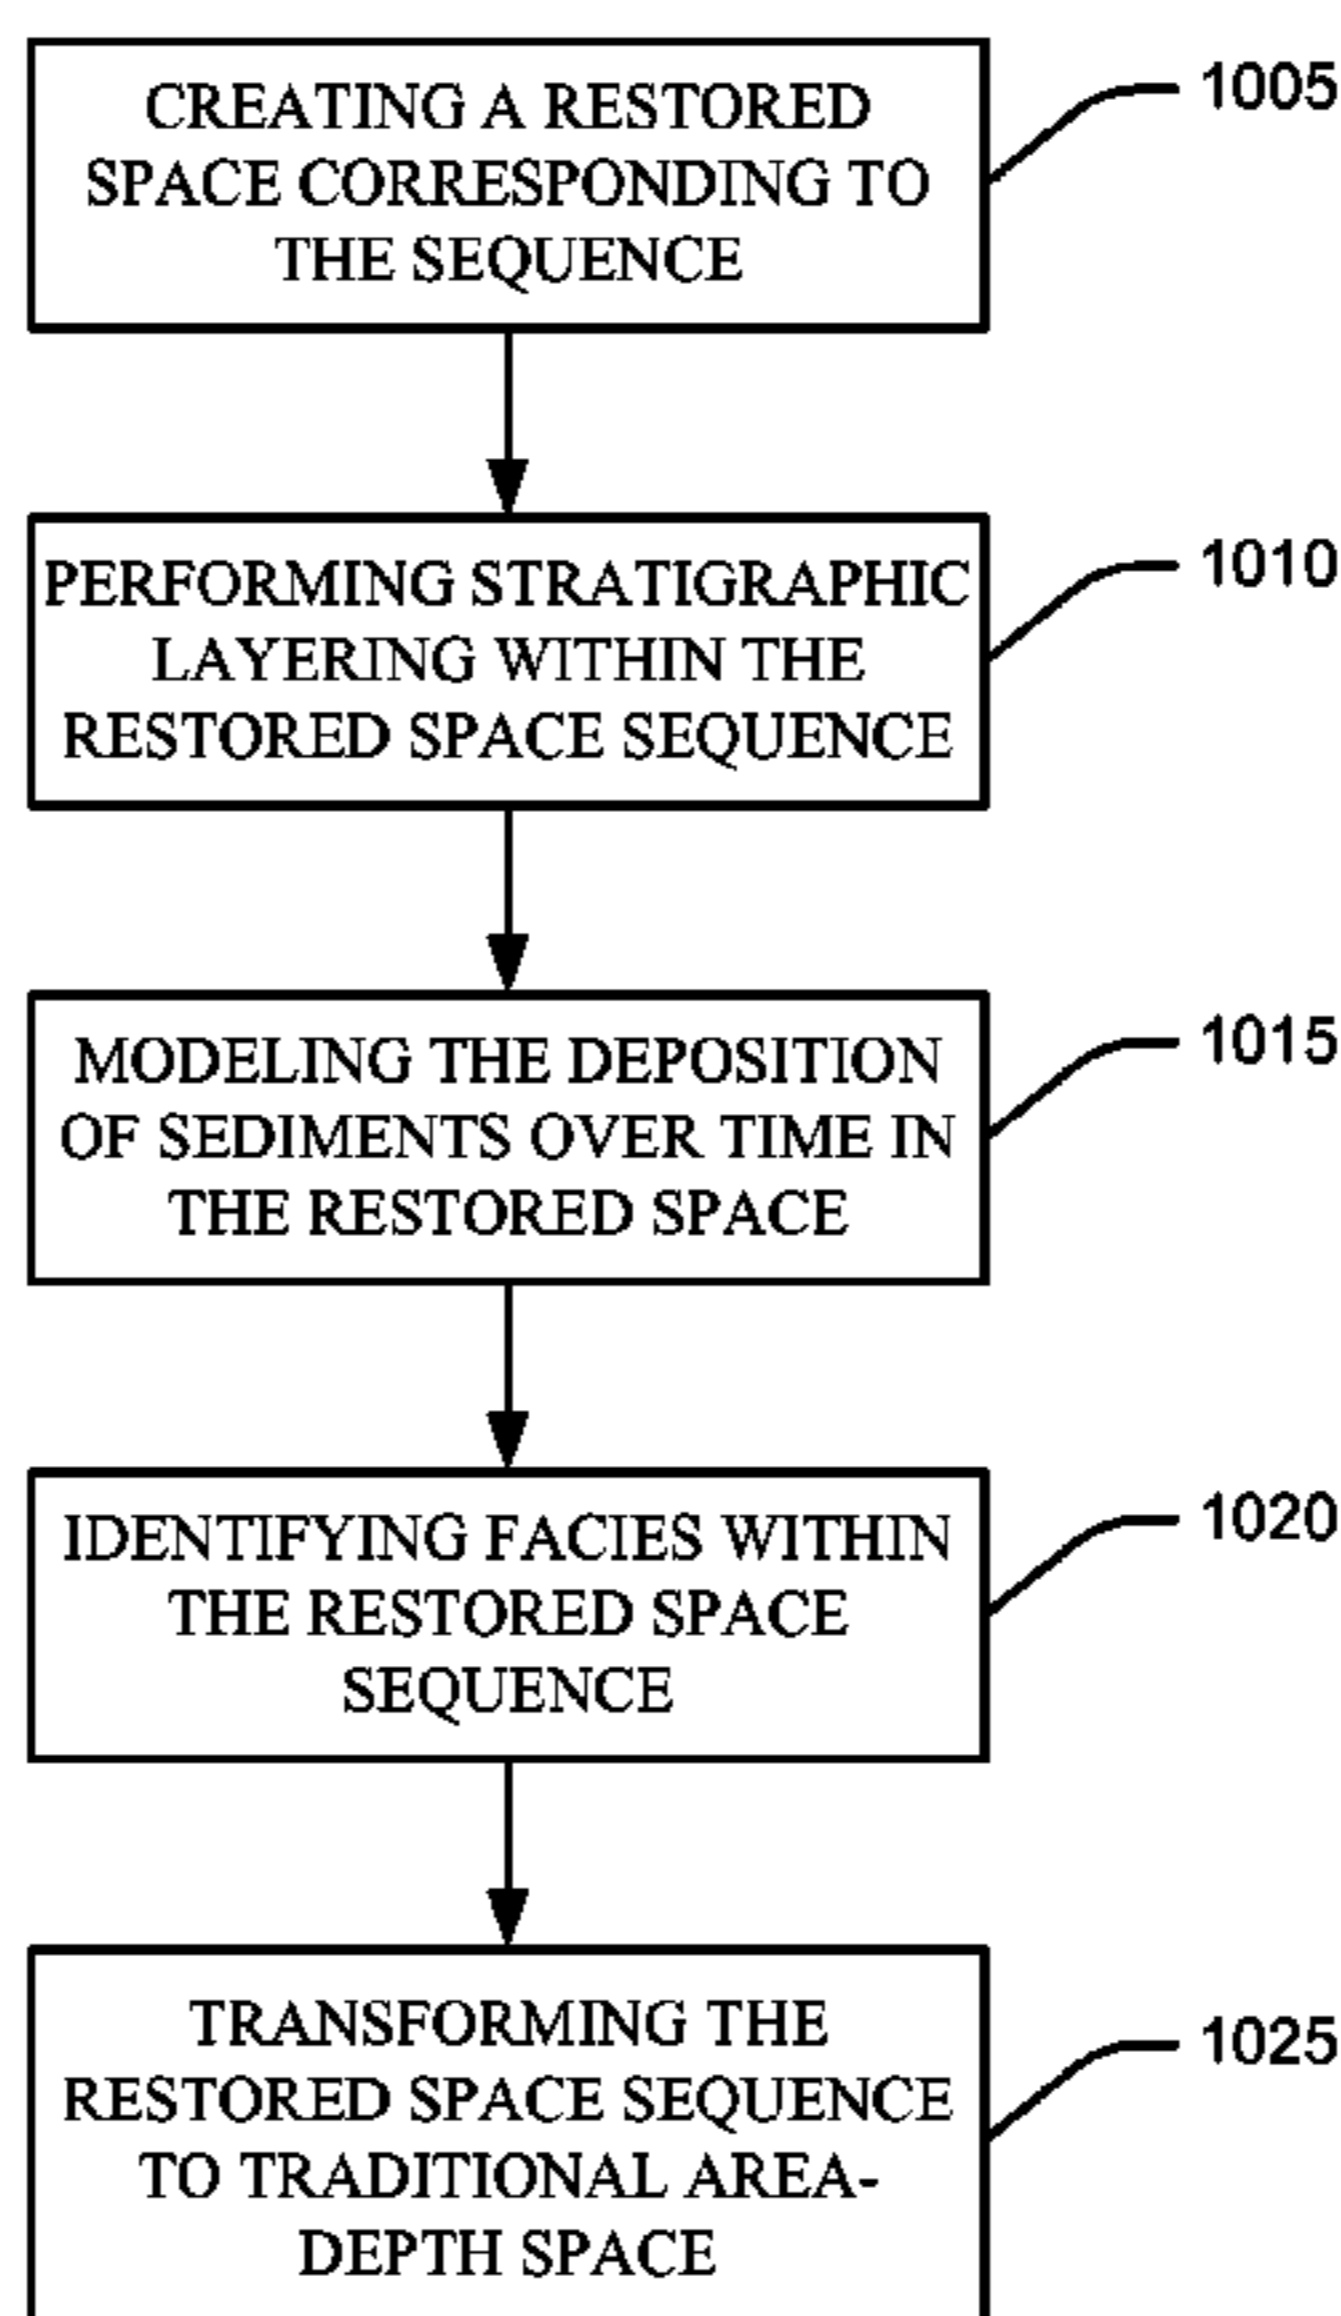 CREATING A RESTORED
SPACE CORRESPONDING TO
THE SEQUENCE
1005
PERFORMING STRATIGRAPHIC
LAYERING WITHIN THE
RESTORED SPACE SEQUENCE
1010
MODELING THE DEPOSITION
OF SEDIMENTS OVER TIME IN
THE RESTORED SPACE
1015
IDENTIFYING FACIES WITHIN
THE RESTORED SPACE
SEQUENCE
1020
TRANSFORMING THE
RESTORED SPACE SEQUENCE
TO TRADITIONAL AREA-
DEPTH SPACE
1025